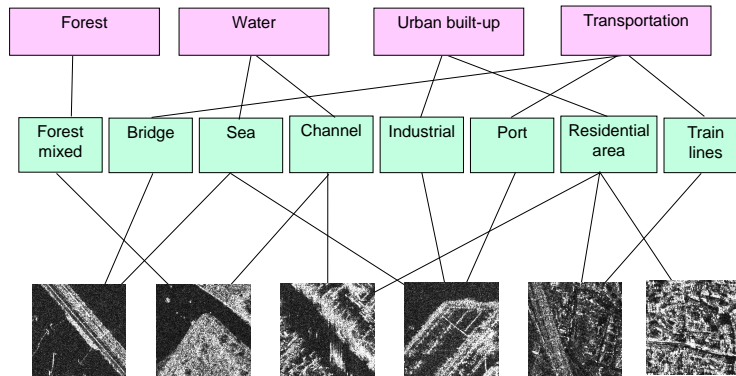 Forest
Water
Urban built-up
Transportation
Forest
mixed
Bridge
Sea
Channel
Industrial
Port
Residential
area
Train
lines